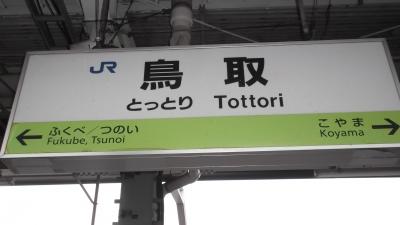 JR 鳥取
とっとり Tottori
ふくべ／つのい
Fukube, Tsunoi
こやま
Koyama